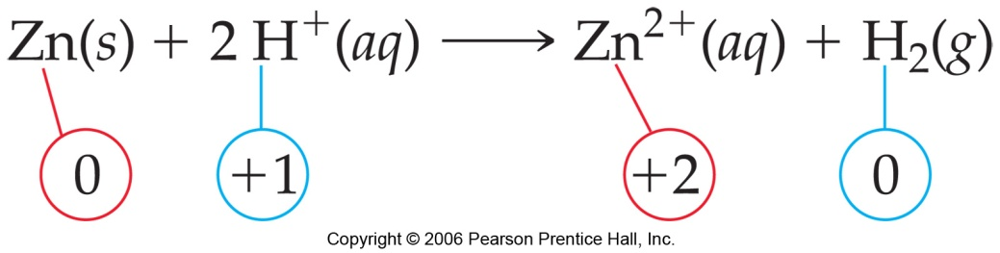 Zn(s) + 2 H⁺(aq) ⟶ Zn²⁺(aq) + H₂(g)
0 +1 +2 0
Copyright © 2006 Pearson Prentice Hall, Inc.